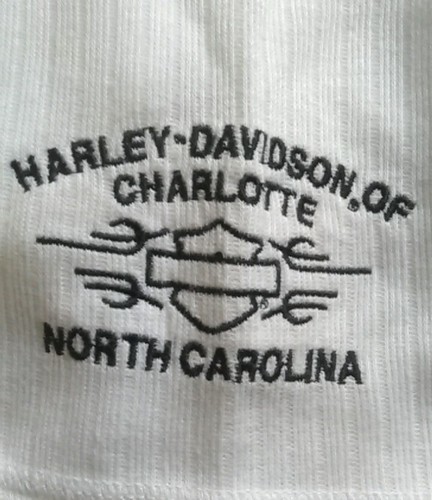 HARLEY-DAVIDSON® OF
CHARLOTTE
®
NORTH CAROLINA